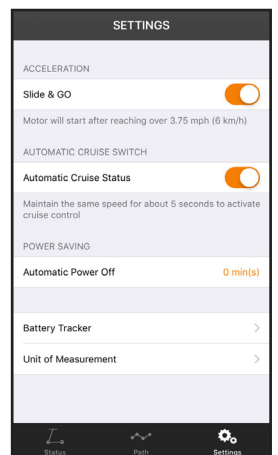 SETTINGS
ACCELERATION
Slide & GO
Motor will start after reaching over 3.75 mph (6 km/h)
AUTOMATIC CRUISE SWITCH
Automatic Cruise Status
Maintain the same speed for about 5 seconds to activate
cruise control
POWER SAVING
Automatic Power Off 0 min(s)
Battery Tracker
Unit of Measurement
Status Path Settings